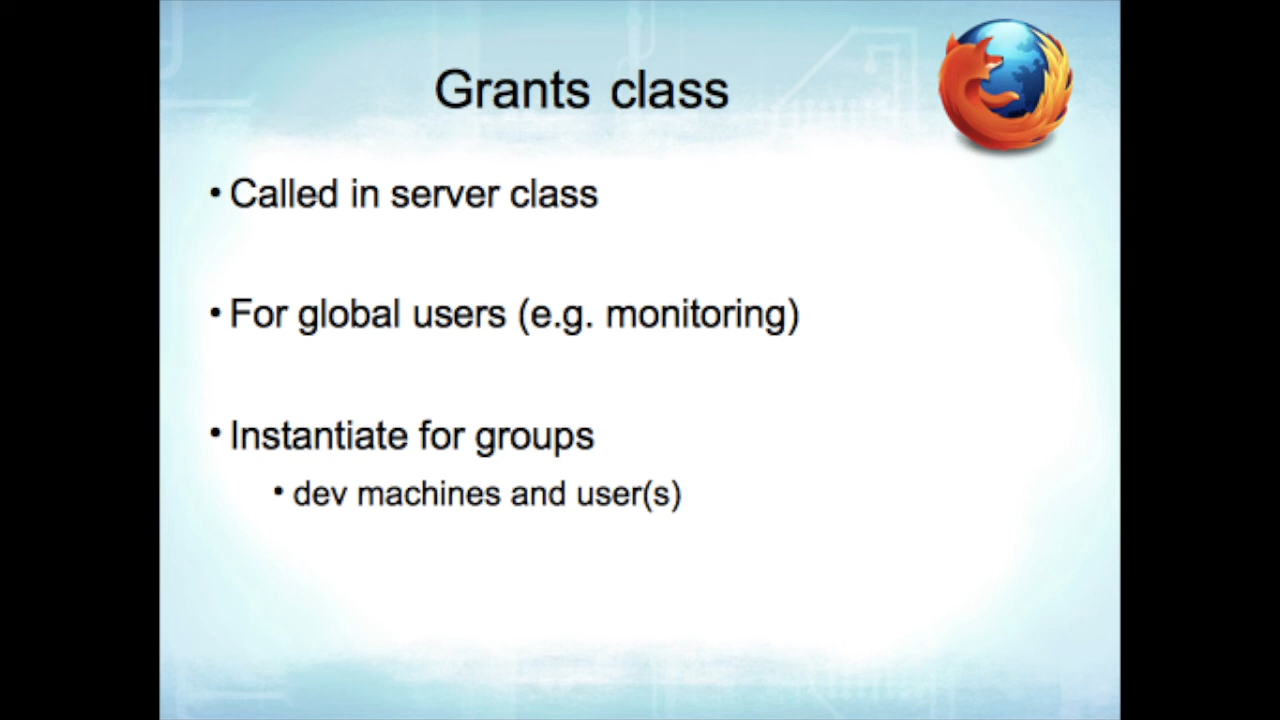 Grants class
• Called in server class
• For global users (e.g. monitoring)
• Instantiate for groups
• dev machines and user(s)